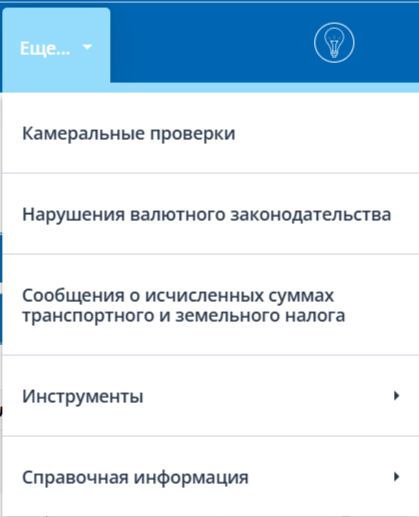 Еще...
Камеральные проверки
Нарушения валютного законодательства
Сообщения о исчисленных суммах
транспортного и земельного налога
Инструменты
Справочная информация